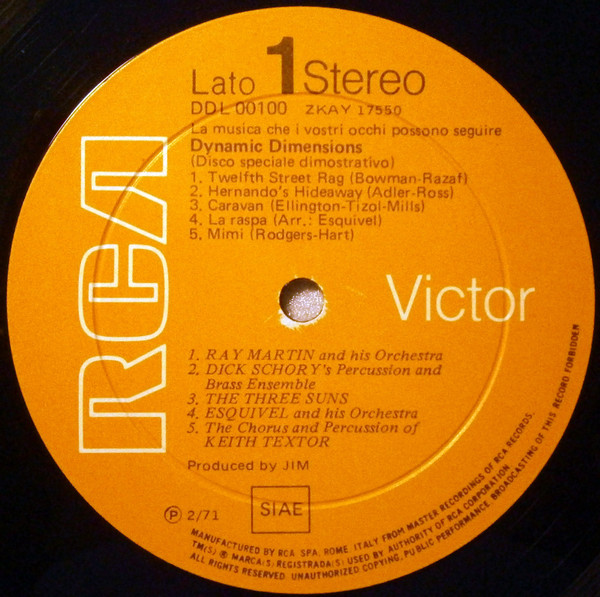 Lato 1 Stereo
DDL 00100 ZKAY 17550
La musica che i vostri occhi possono seguire
Dynamic Dimensions
(Disco speciale dimostrativo)
1. Twelfth Street Rag (Bowman-Razaf)
2. Hernando's Hideaway (Adler-Ross)
3. Caravan (Ellington-Tizol-Mills)
4. La raspa (Arr.: Esquivel)
5. Mimi (Rodgers-Hart)
RCA
Victor
1. RAY MARTIN and his Orchestra
2. DICK SCHORY's Percussion and
Brass Ensemble
3. THE THREE SUNS
4. ESQUIVEL and his Orchestra
5. The Chorus and Percussion of
KEITH TEXTOR
Produced by JIM
SIAE
Ⓟ 2/71
MANUFACTURED BY RCA SPA, ROME, ITALY FROM MASTER RECORDINGS OF RCA RECORDS.
TM(S) ® MARCA(S) REGISTRADA(S) USED BY AUTHORITY OF RCA CORPORATION.
ALL RIGHTS RESERVED. UNAUTHORIZED COPYING, PUBLIC PERFORMANCE, BROADCASTING OF THIS RECORD FORBIDDEN